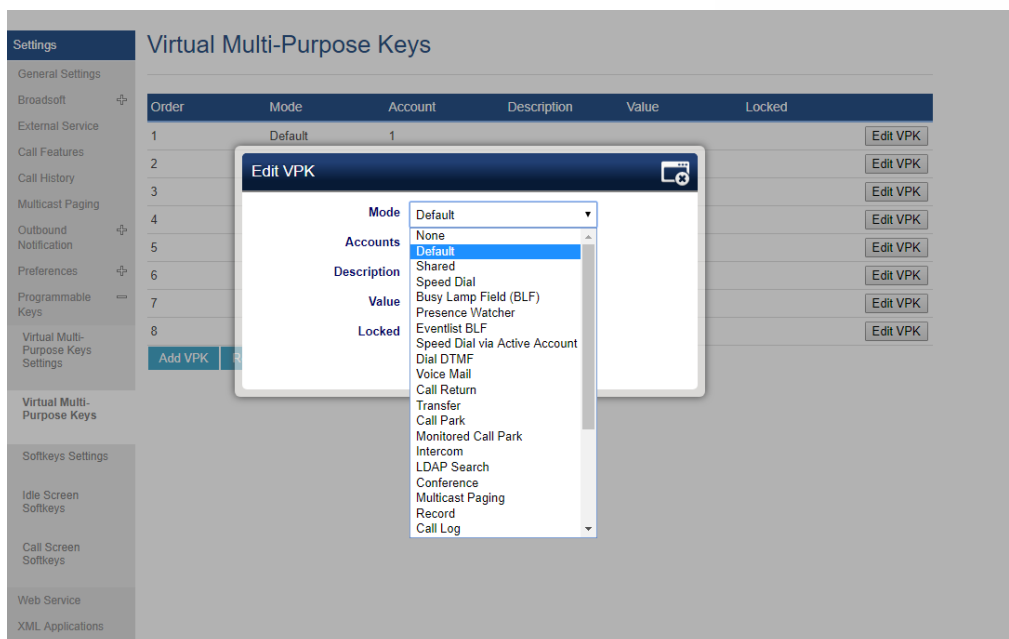 Settings
General Settings
Broadsoft
External Service
Call Features
Call History
Multicast Paging
Outbound
Notification
Preferences
Programmable
Keys
Virtual Multi-
Purpose Keys
Settings
Virtual Multi-
Purpose Keys
Softkeys Settings
Idle Screen
Softkeys
Call Screen
Softkeys
Web Service
XML Applications
Virtual Multi-Purpose Keys
Order Mode Account Description Value Locked
1 Default 1 Edit VPK
2 Edit VPK
3 Edit VPK
4 Edit VPK
5 Edit VPK
6 Edit VPK
7 Edit VPK
8 Edit VPK
Add VPK
Edit VPK
Mode Default
Accounts
Description
Value
Locked
None
Default
Shared
Speed Dial
Busy Lamp Field (BLF)
Presence Watcher
Eventlist BLF
Speed Dial via Active Account
Dial DTMF
Voice Mail
Call Return
Transfer
Call Park
Monitored Call Park
Intercom
LDAP Search
Conference
Multicast Paging
Record
Call Log